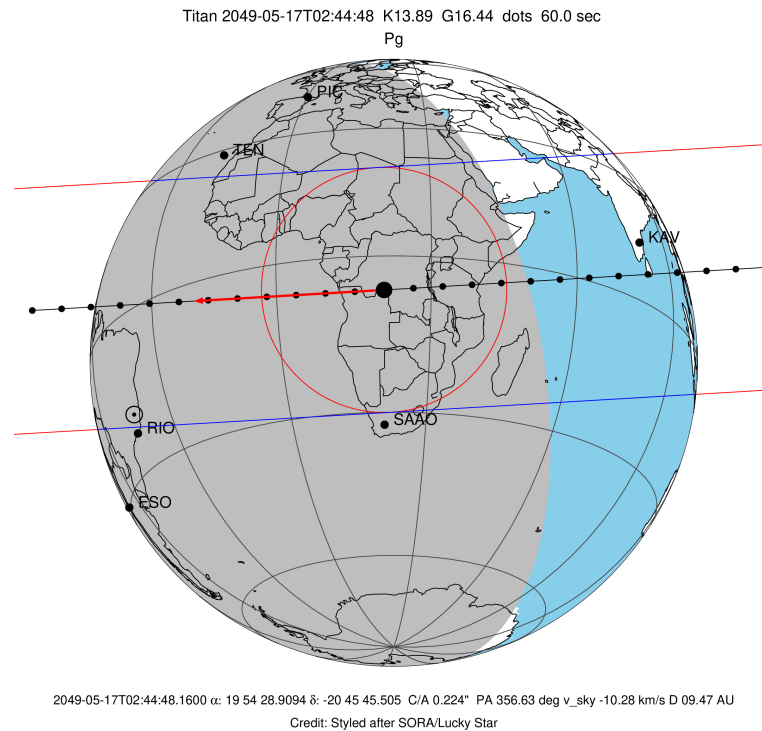 Titan 2049-05-17T02:44:48 K13.89 G16.44 dots 60.0 sec
Pg
PIC
TEN
KAV
SAAO
RIO
ESO
2049-05-17T02:44:48.1600 α: 19 54 28.9094 δ: -20 45 45.505 C/A 0.224" PA 356.63 deg v_sky -10.28 km/s D 09.47 AU
Credit: Styled after SORA/Lucky Star